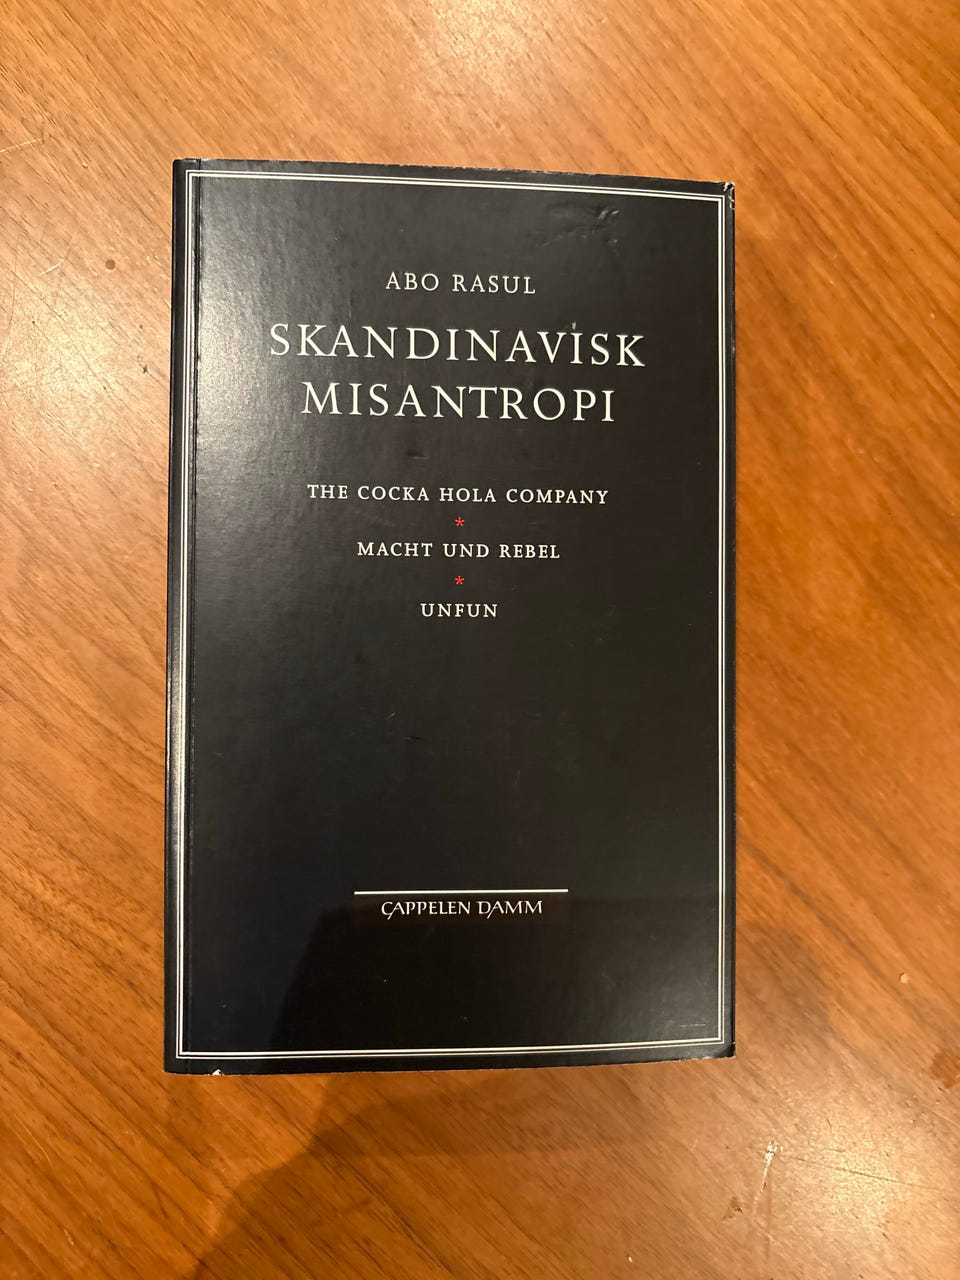 ABO RASUL
SKANDINAVISK
MISANTROPI
THE COCKA HOLA COMPANY
*
MACHT UND REBEL
*
UNFUN
CAPPELEN DAMM